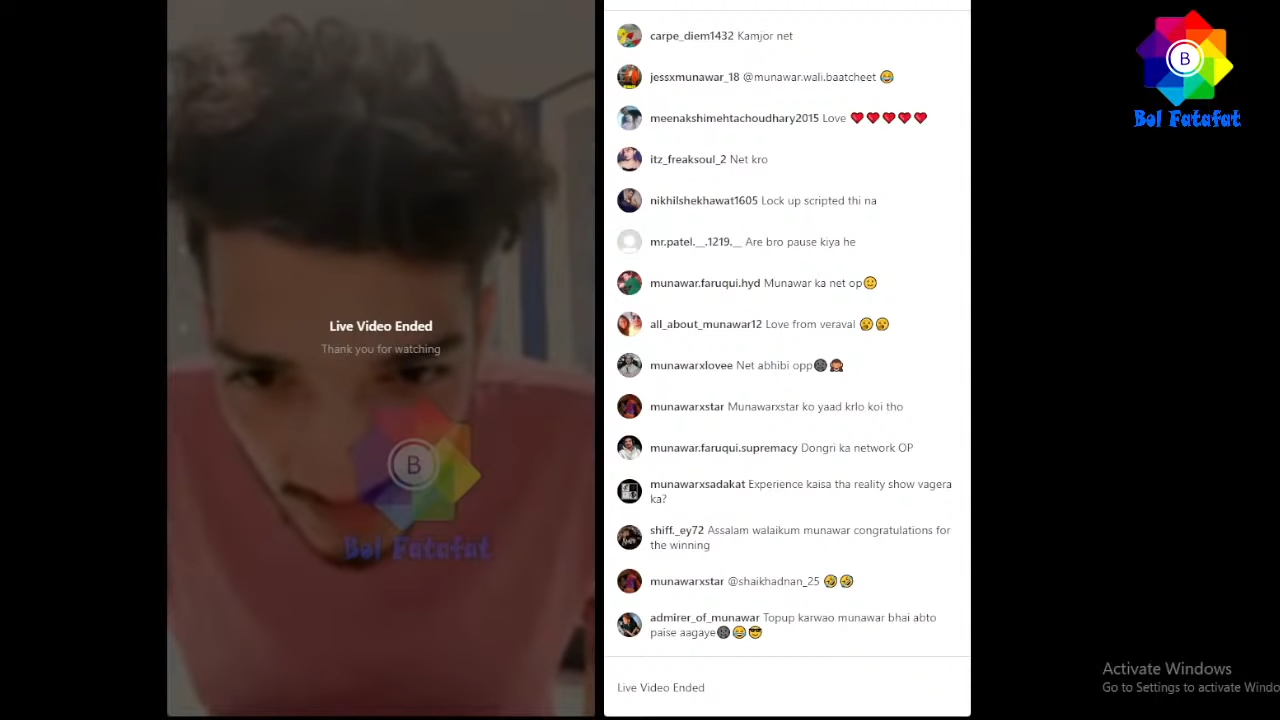 Live Video Ended
Thank you for watching
B
Bol Fatafat
carpe_diem1432 Kamjor net
jessxmunawar_18 @munawar.wali.baatcheet 😂
meenakshimehtachoudhary2015 Love ❤❤❤❤❤
itz_freaksoul_2 Net kro
nikhilshekhawat1605 Lock up scripted thi na
mr.patel.__.1219.__ Are bro pause kiya he
munawar.faruqui.hyd Munawar ka net op🙂
all_about_munawar12 Love from veraval 😵😵
munawarxlovee Net abhibi opp
munawarxstar Munawarxstar ko yaad krlo koi tho
munawar.faruqui.supremacy Dongri ka network OP
munawarxsadakat Experience kaisa tha reality show vagera
ka?
shiff._ey72 Assalam walaikum munawar congratulations for
the winning
munawarxstar @shaikhadnan_25 🤣🤣
admirer_of_munawar Topup karwao munawar bhai abto
paise aagaye😂😎
Live Video Ended
B
Bol Fatafat
Activate Windows
Go to Settings to activate Windo